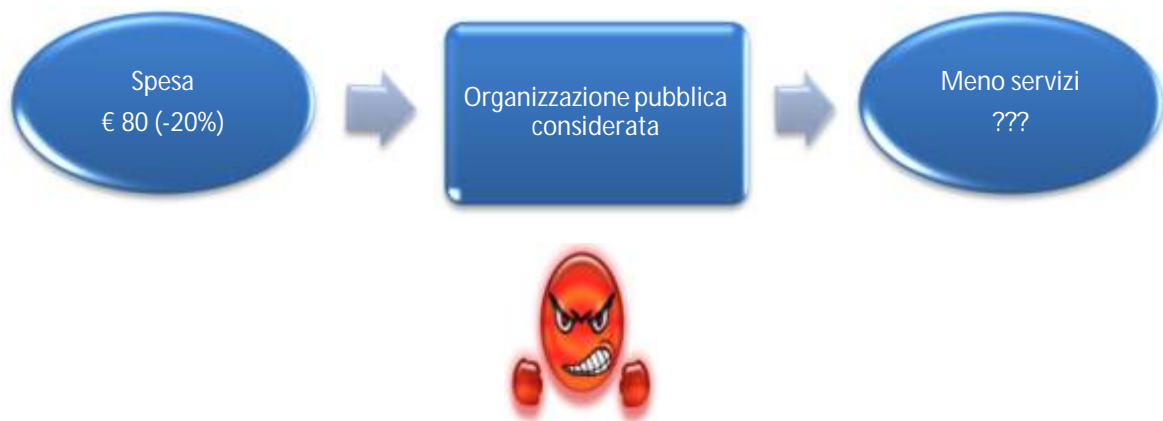 Spesa
€ 80 (-20%)
Organizzazione pubblica
considerata
Meno servizi
???